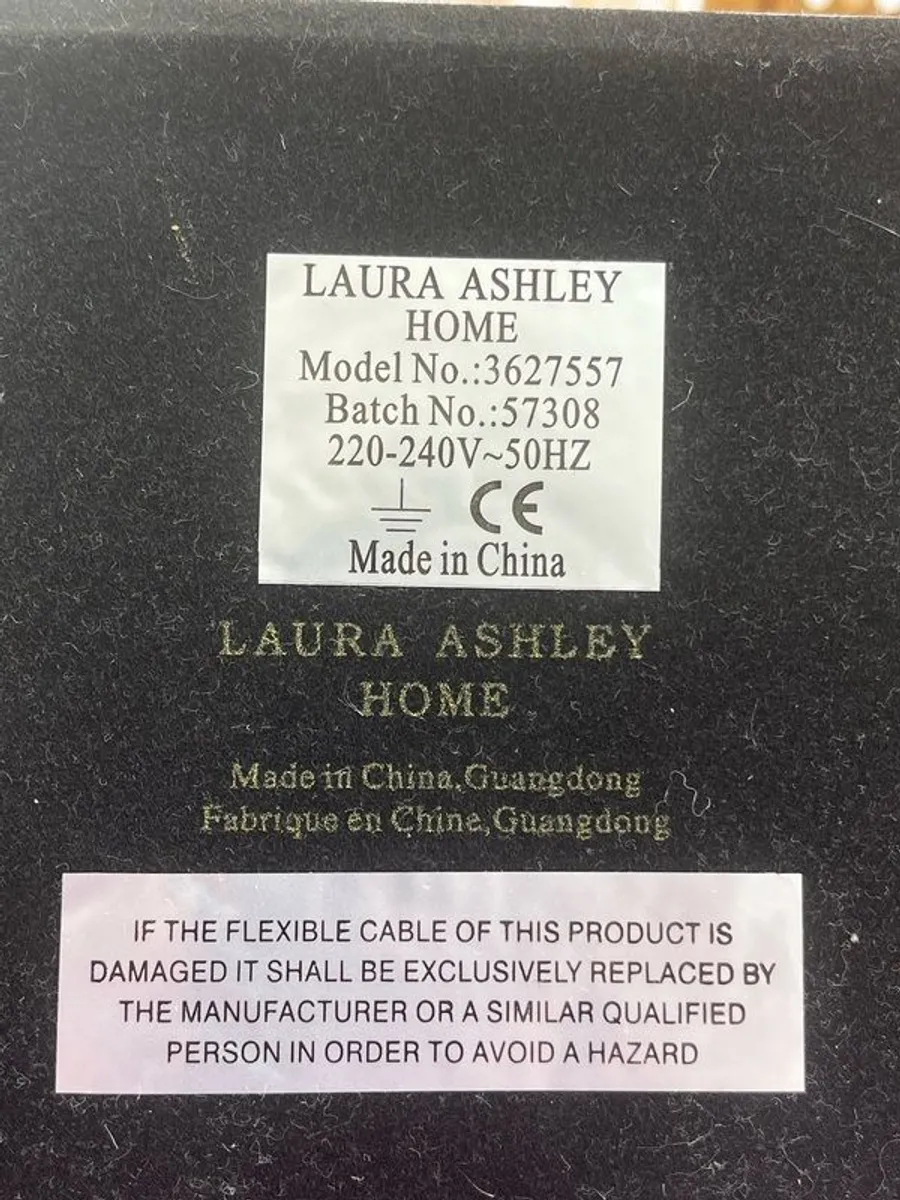 LAURA ASHLEY
HOME
Model No.:3627557
Batch No.:57308
220-240V~50HZ
CE
Made in China
LAURA ASHLEY
HOME
Made in China,Guangdong
Fabrique en Chine,Guangdong
IF THE FLEXIBLE CABLE OF THIS PRODUCT IS
DAMAGED IT SHALL BE EXCLUSIVELY REPLACED BY
THE MANUFACTURER OR A SIMILAR QUALIFIED
PERSON IN ORDER TO AVOID A HAZARD